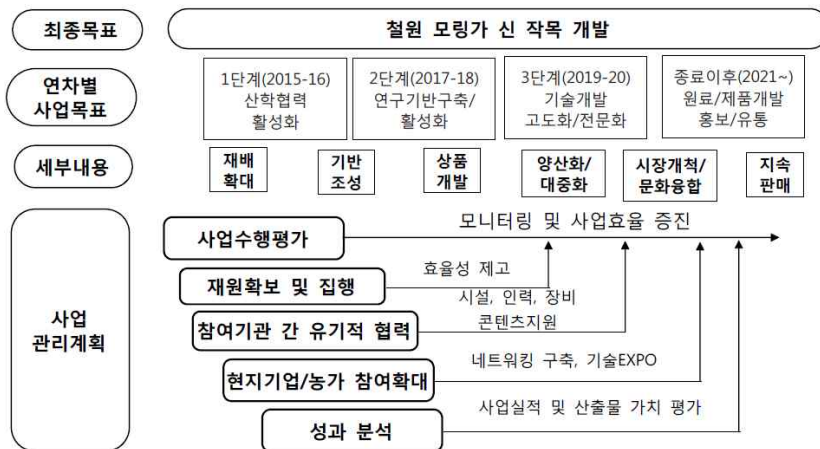 최종목표
철원 모링가 신 작목 개발
연차별
사업목표
1단계(2015-16)
산학협력
활성화
2단계(2017-18)
연구기반구축/
활성화
3단계(2019-20)
기술개발
고도화/전문화
종료이후(2021~)
원료/제품개발
홍보/유통
세부내용
재배
확대
기반
조성
상품
개발
양산화/
대중화
시장개척/
문화융합
지속
판매
사업
관리계획
사업수행평가
모니터링 및 사업효율 증진
재원확보 및 집행
효율성 제고
참여기관 간 유기적 협력
시설, 인력, 장비
콘텐츠지원
현지기업/농가 참여확대
네트워킹 구축, 기술EXPO
성과 분석
사업실적 및 산출물 가치 평가